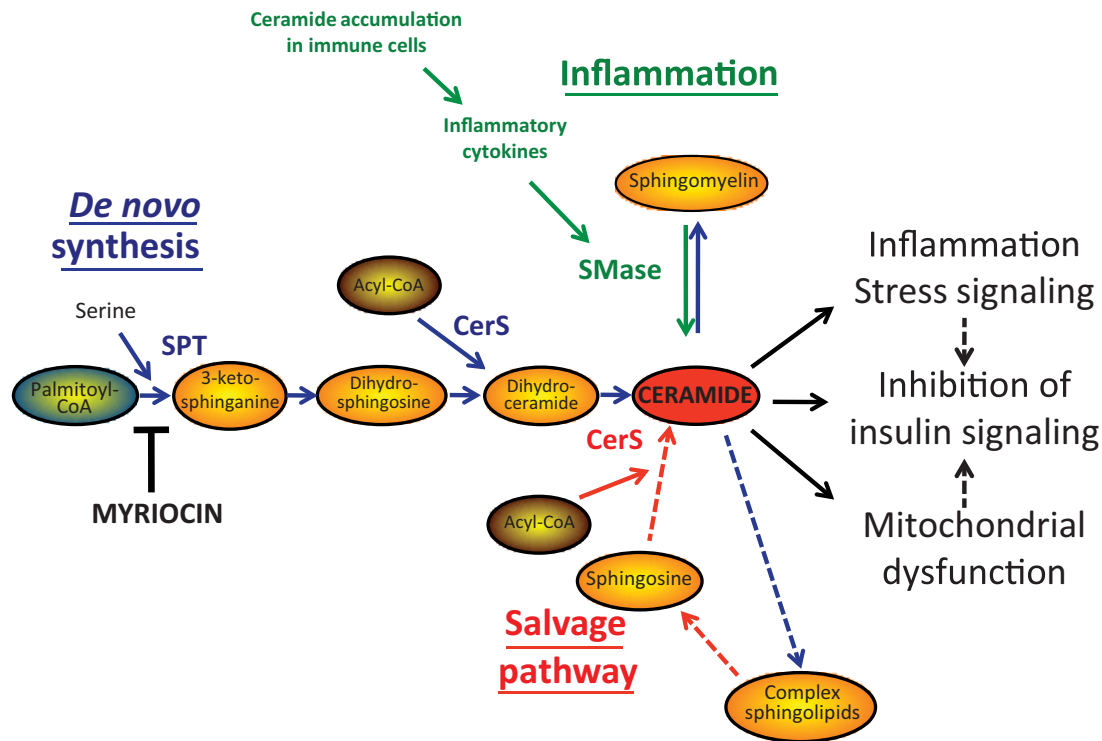 Ceramide accumulation
in immune cells
Inflammation
Inflammatory
cytokines
Sphingomyelin
De novo
synthesis
SMase
Inflammation
Stress signaling
Acyl-CoA
Serine
CerS
SPT
Palmitoyl-
CoA
3-keto-
sphinganine
Dihydro-
sphingosine
Dihydro-
ceramide
CERAMIDE
Inhibition of
insulin signaling
CerS
MYRIOCIN
Acyl-CoA
Mitochondrial
dysfunction
Sphingosine
Salvage
pathway
Complex
sphingolipids